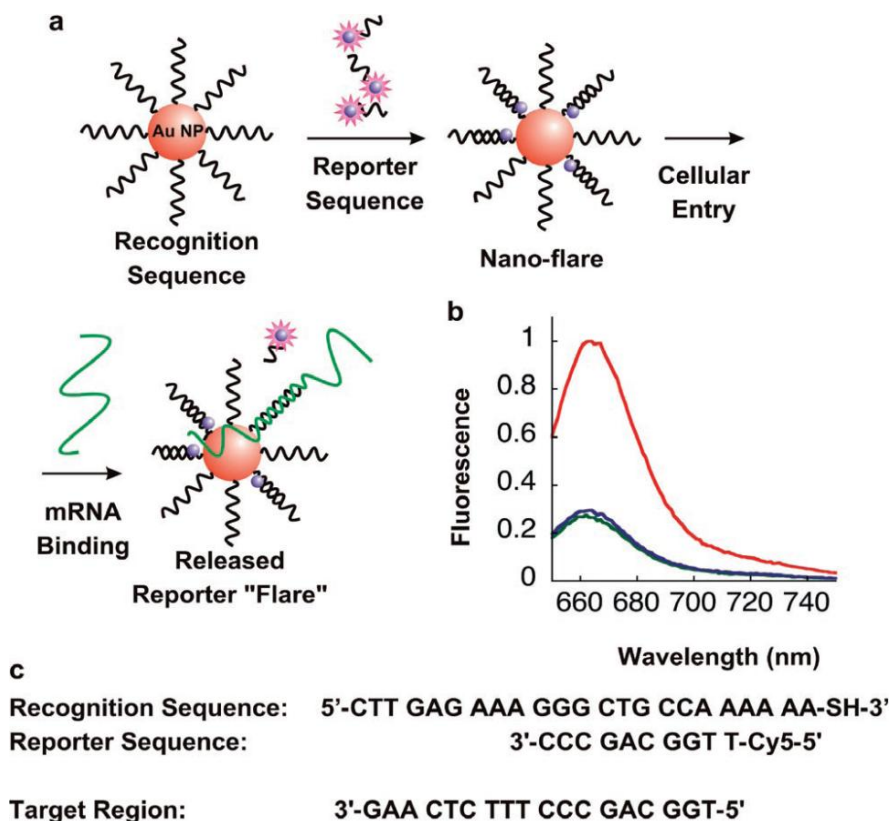 a
Au NP
Recognition
Sequence
Reporter
Sequence
Nano-flare
Cellular
Entry
mRNA
Binding
Released
Reporter "Flare"
b
Fluorescence
1
0.8
0.6
0.4
0.2
0
660 680 700 720 740
Wavelength (nm)
c
Recognition Sequence: 5'-CTT GAG AAA GGG CTG CCA AAA AA-SH-3'
Reporter Sequence: 3'-CCC GAC GGT T-Cy5-5'
Target Region: 3'-GAA CTC TTT CCC GAC GGT-5'